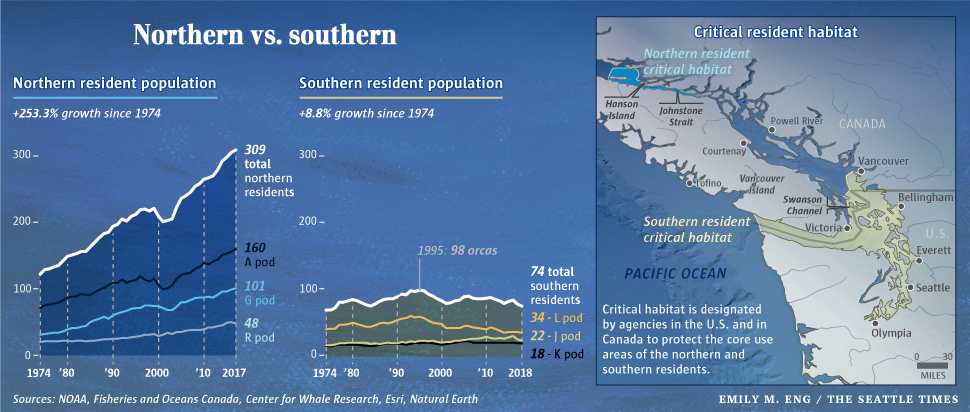 Northern vs. southern
Northern resident population
+253.3% growth since 1974
300
200
100
0
1974 '80 '90 2000 '10 2017
309
total
northern
residents
160
A pod
101
G pod
48
R pod
Southern resident population
+8.8% growth since 1974
300
200
100
0
1974 '80 '90 2000 '10 2018
1995: 98 orcas
74 total
southern
residents
34 - L pod
22 - J pod
18 - K pod
Critical resident habitat
Northern resident
critical habitat
Hanson
Island
Johnstone
Strait
Powell River
CANADA
Courtenay
Vancouver
Tofino
Vancouver
Island
Swanson
Channel
Bellingham
Southern resident
critical habitat
Victoria
U.S.
Everett
PACIFIC OCEAN
Seattle
Critical habitat is designated
by agencies in the U.S. and in
Canada to protect the core use
areas of the northern and
southern residents.
Olympia
0 30
MILES
Sources: NOAA, Fisheries and Oceans Canada, Center for Whale Research, Esri, Natural Earth
EMILY M. ENG / THE SEATTLE TIMES